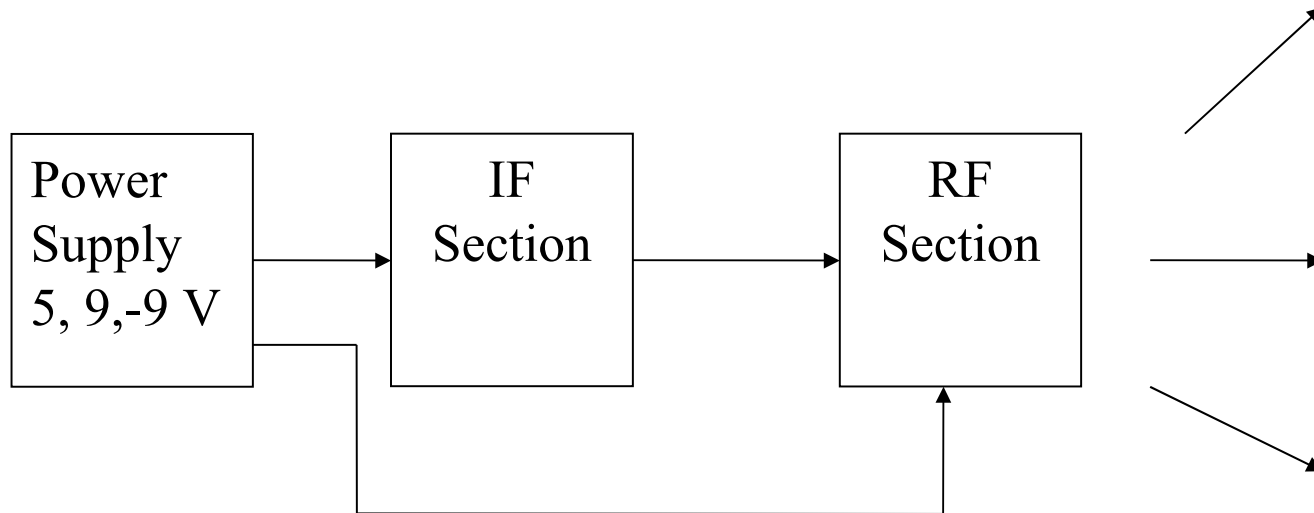 Power
Supply
5, 9,-9 V
IF
Section
RF
Section